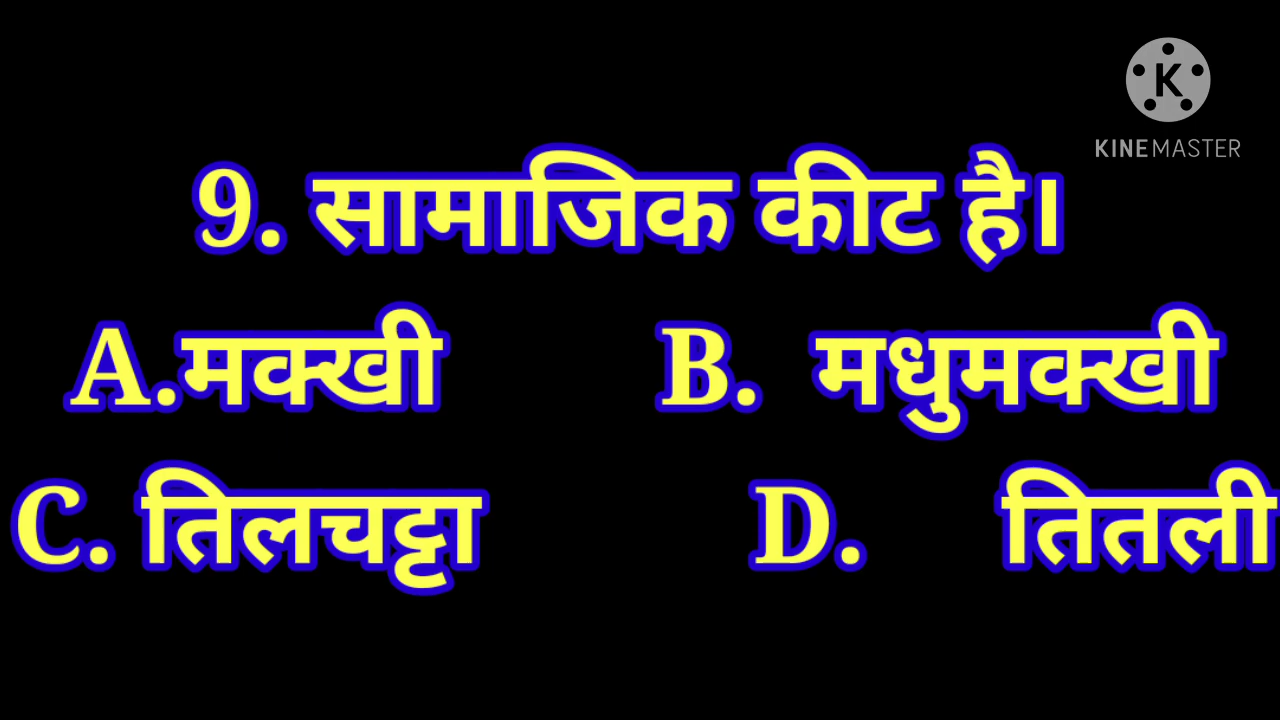 KINEMASTER
9. सामाजिक कीट है।
A.मक्खी B. मधुमक्खी
C. तिलचट्टा D. तितली